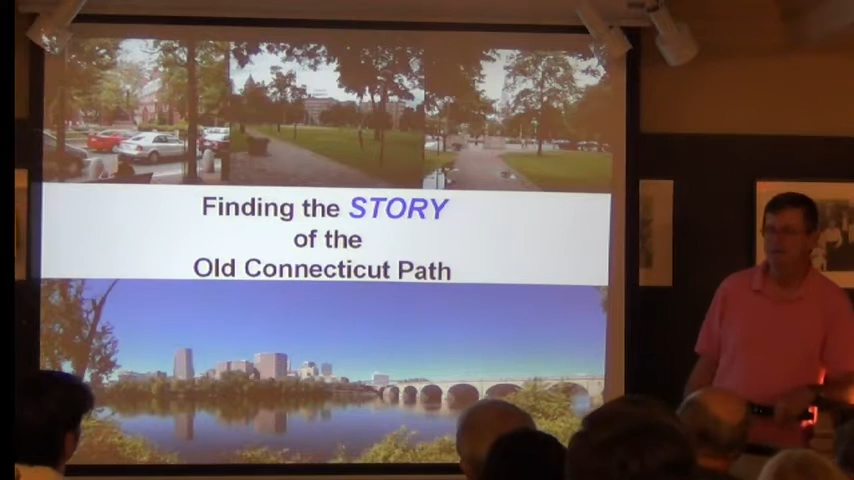 Finding the STORY
of the
Old Connecticut Path